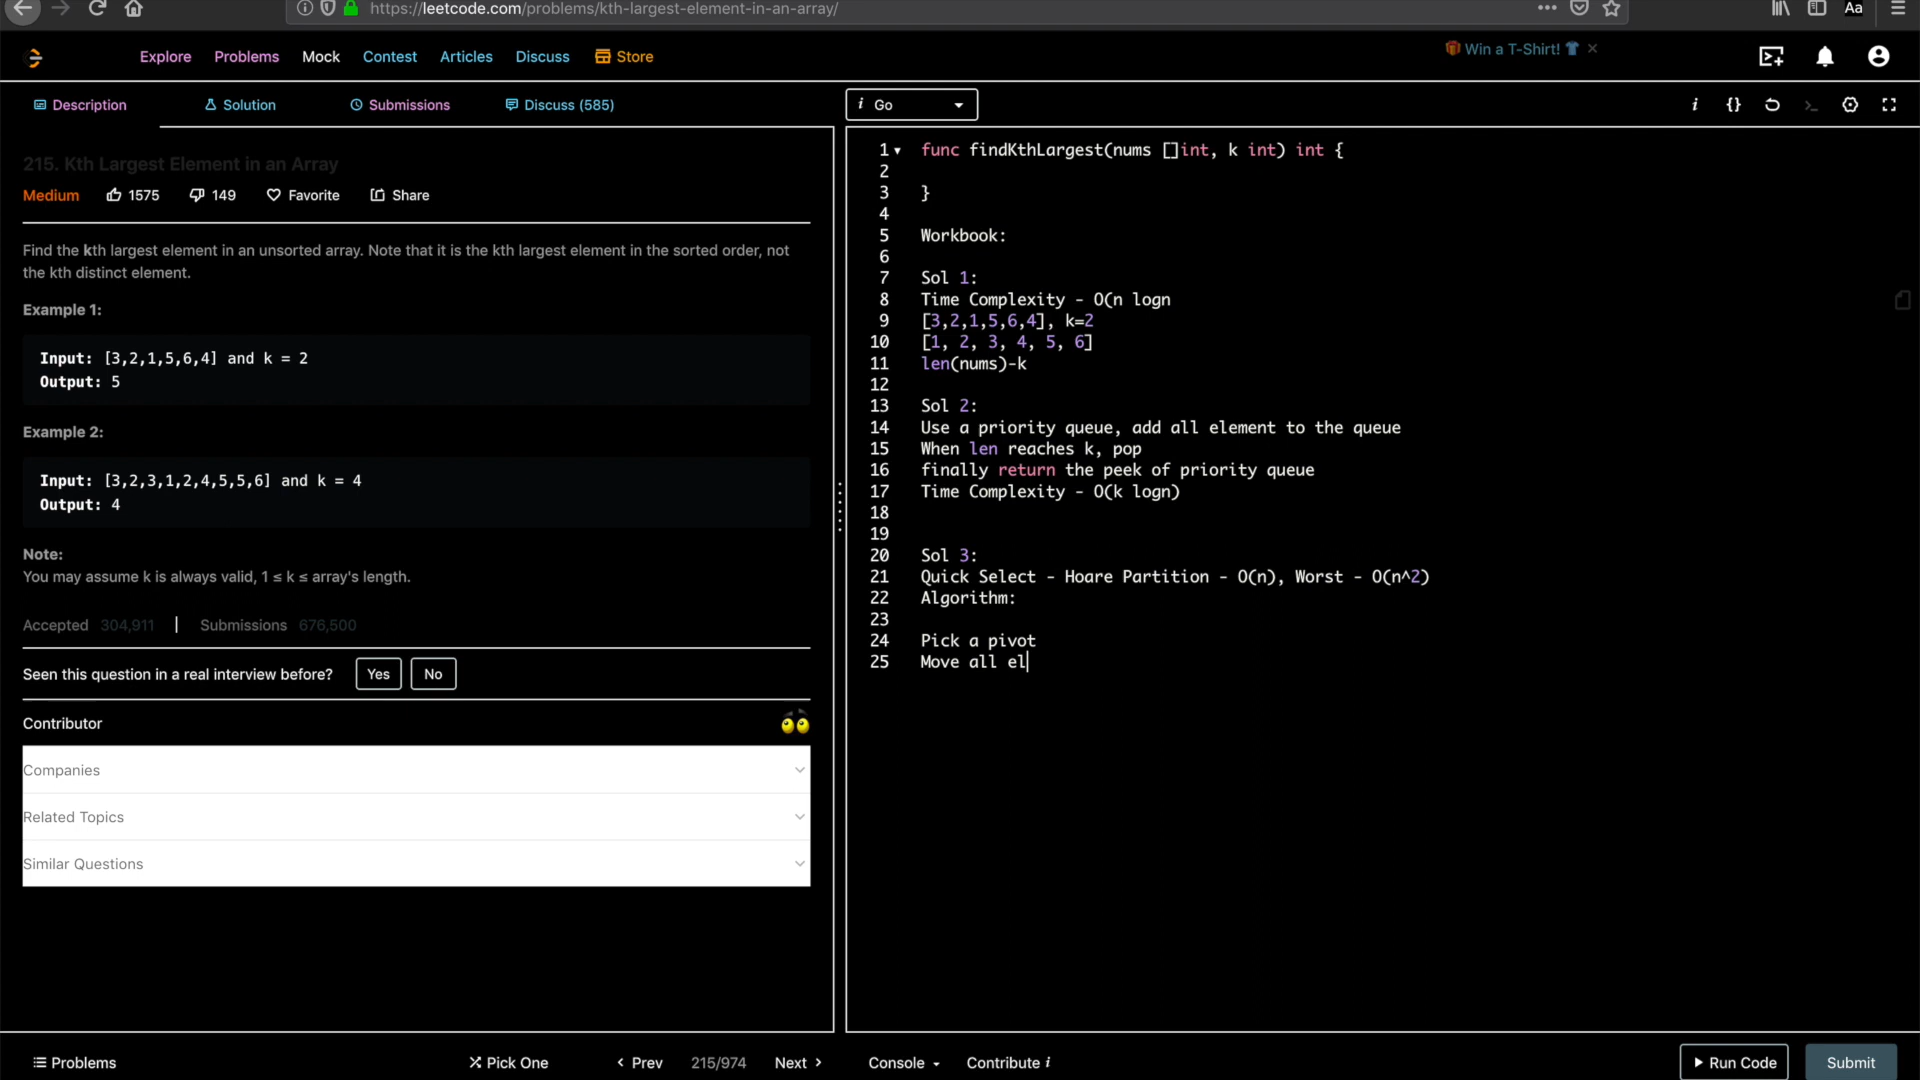 https://leetcode.com/problems/kth-largest-element-in-an-array/
Aa
Explore Problems Mock Contest Articles Discuss Store
Win a T-Shirt!
Description Solution Submissions Discuss (585)
215. Kth Largest Element in an Array
Medium 1575 149 Favorite Share
Find the kth largest element in an unsorted array. Note that it is the kth largest element in the sorted order, not
the kth distinct element.
Example 1:
Input: [3,2,1,5,6,4] and k = 2
Output: 5
Example 2:
Input: [3,2,3,1,2,4,5,5,6] and k = 4
Output: 4
Note:
You may assume k is always valid, 1 ≤ k ≤ array's length.
Accepted 304,911 | Submissions 676,500
Seen this question in a real interview before? Yes No
Contributor
Companies
Related Topics
Similar Questions
i Go
i {} >_
1 func findKthLargest(nums []int, k int) int {
2
3 }
4
5 Workbook:
6
7 Sol 1:
8 Time Complexity - O(n logn
9 [3,2,1,5,6,4], k=2
10 [1, 2, 3, 4, 5, 6]
11 len(nums)-k
12
13 Sol 2:
14 Use a priority queue, add all element to the queue
15 When len reaches k, pop
16 finally return the peek of priority queue
17 Time Complexity - O(k logn)
18
19
20 Sol 3:
21 Quick Select - Hoare Partition - O(n), Worst - O(n^2)
22 Algorithm:
23
24 Pick a pivot
25 Move all el
Problems Pick One Prev 215/974 Next Console Contribute i Run Code Submit